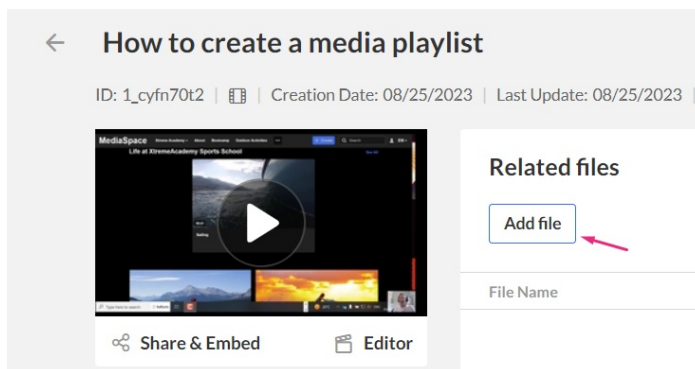 How to create a media playlist
ID: 1_cyfn70t2 | Creation Date: 08/25/2023 | Last Update: 08/25/2023 |
MediaSpace
Life at XtremeAcademy Sports School
Related files
Add file
File Name
Share & Embed
Editor